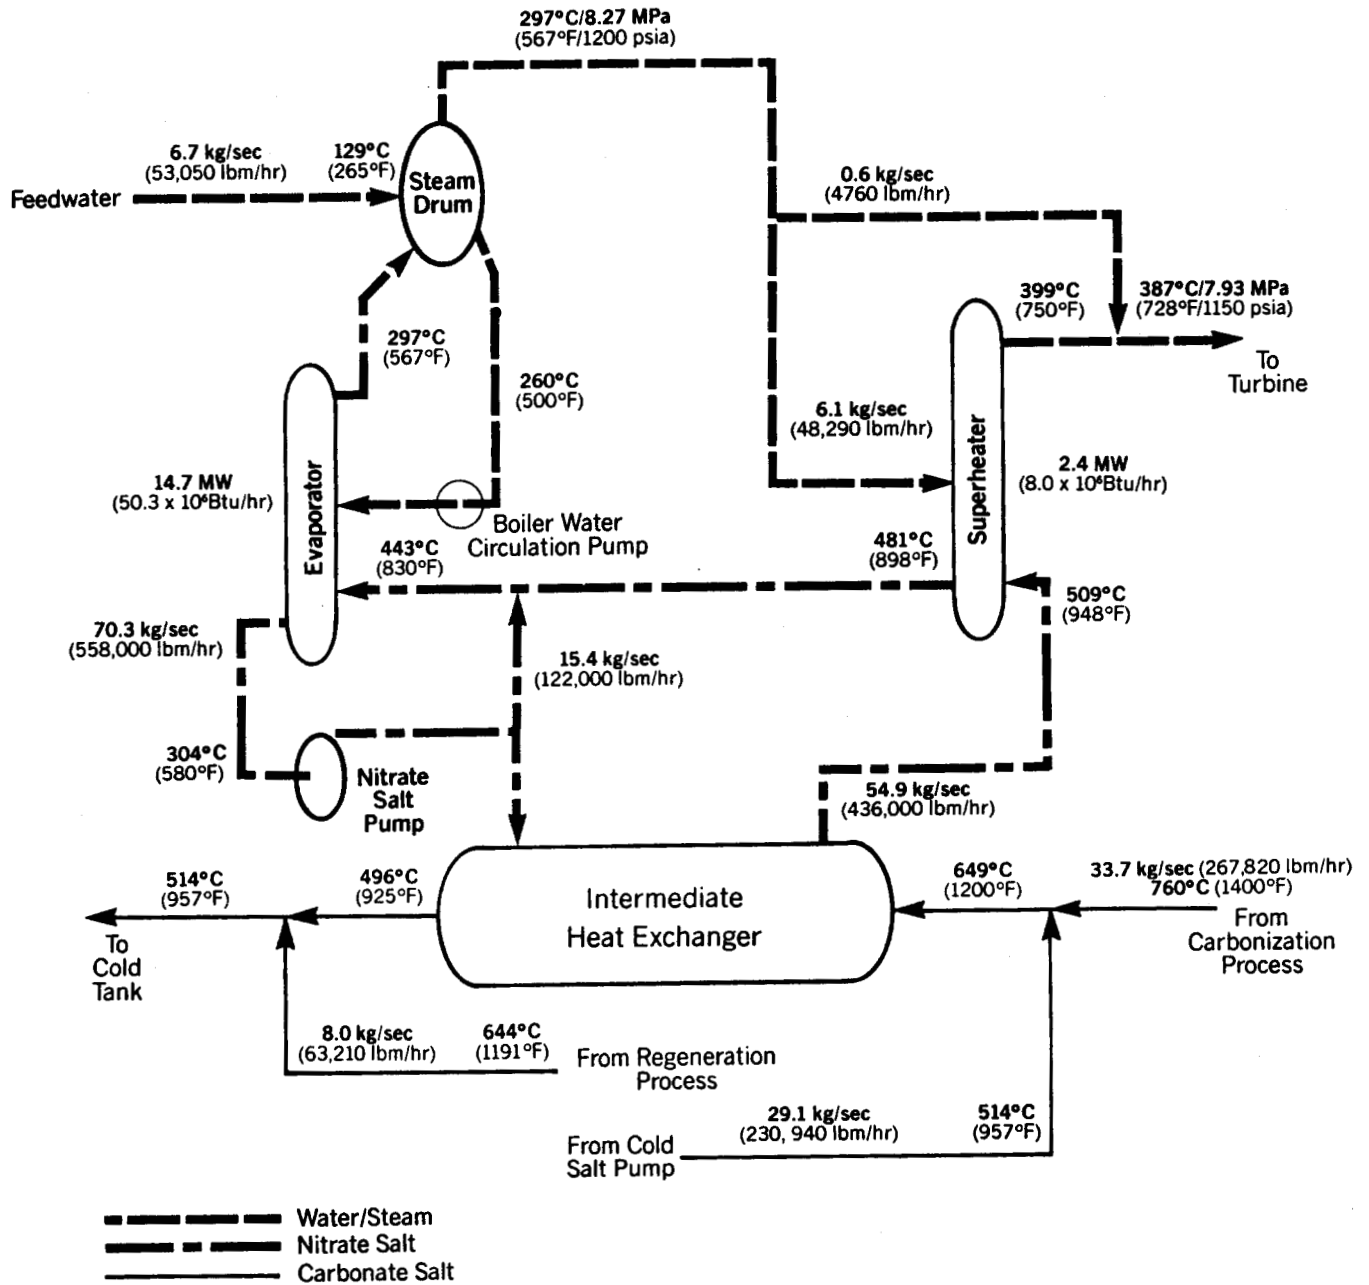 297°C/8.27 MPa
(567°F/1200 psia)
6.7 kg/sec
(53,050 lbm/hr)
129°C
(265°F)
Feedwater
Steam
Drum
0.6 kg/sec
(4760 lbm/hr)
297°C
(567°F)
260°C
(500°F)
399°C
(750°F)
387°C/7.93 MPa
(728°F/1150 psia)
To
Turbine
6.1 kg/sec
(48,290 lbm/hr)
Evaporator
14.7 MW
(50.3 x 10⁶Btu/hr)
Superheater
2.4 MW
(8.0 x 10⁶Btu/hr)
Boiler Water
Circulation Pump
443°C
(830°F)
481°C
(898°F)
509°C
(948°F)
70.3 kg/sec
(558,000 lbm/hr)
15.4 kg/sec
(122,000 lbm/hr)
304°C
(580°F)
Nitrate
Salt
Pump
54.9 kg/sec
(436,000 lbm/hr)
514°C
(957°F)
496°C
(925°F)
Intermediate
Heat Exchanger
649°C
(1200°F)
33.7 kg/sec (267,820 lbm/hr)
760°C (1400°F)
To
Cold
Tank
From
Carbonization
Process
8.0 kg/sec
(63,210 lbm/hr)
644°C
(1191°F)
From Regeneration
Process
29.1 kg/sec
(230, 940 lbm/hr)
514°C
(957°F)
From Cold
Salt Pump
Water/Steam
Nitrate Salt
Carbonate Salt